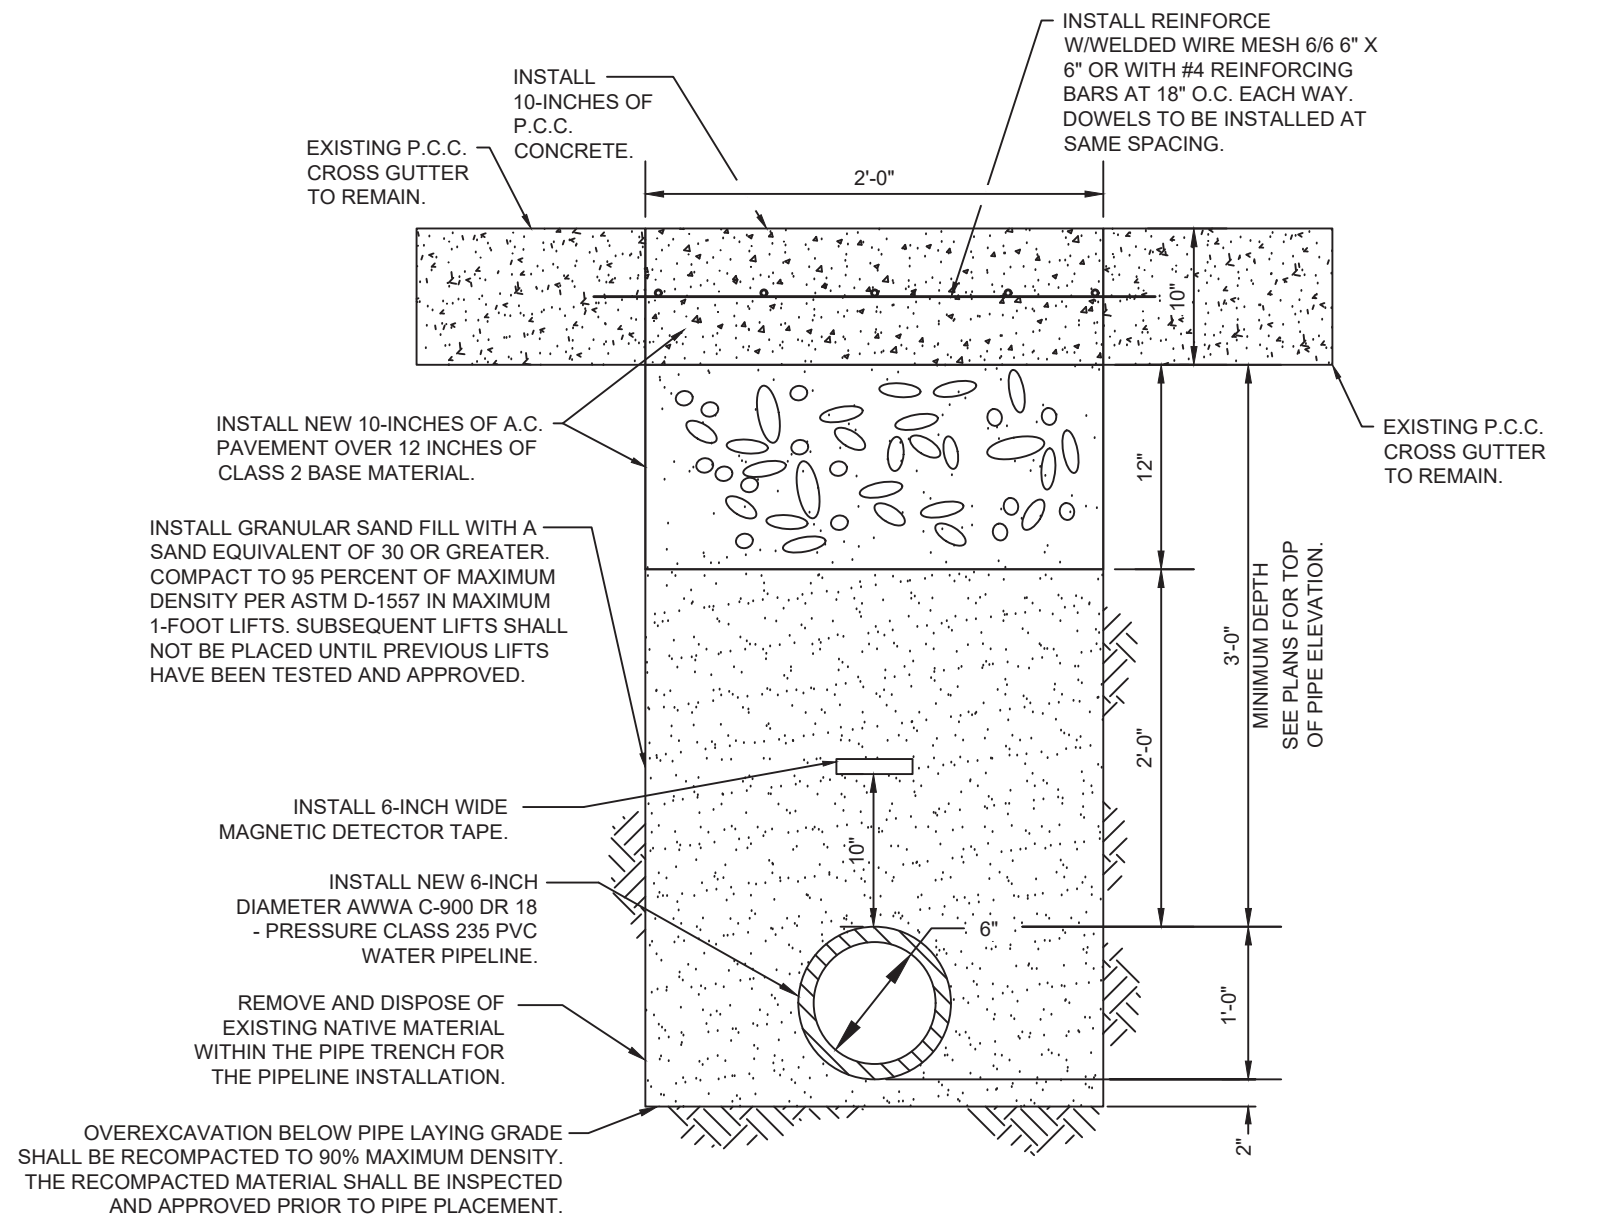 INSTALL REINFORCE
W/WELDED WIRE MESH 6/6 6" X
6" OR WITH #4 REINFORCING
BARS AT 18" O.C. EACH WAY.
DOWELS TO BE INSTALLED AT
SAME SPACING.
INSTALL
10-INCHES OF
P.C.C.
CONCRETE.
EXISTING P.C.C.
CROSS GUTTER
TO REMAIN.
2'-0"
10"
INSTALL NEW 10-INCHES OF A.C.
PAVEMENT OVER 12 INCHES OF
CLASS 2 BASE MATERIAL.
EXISTING P.C.C.
CROSS GUTTER
TO REMAIN.
12"
INSTALL GRANULAR SAND FILL WITH A
SAND EQUIVALENT OF 30 OR GREATER.
COMPACT TO 95 PERCENT OF MAXIMUM
DENSITY PER ASTM D-1557 IN MAXIMUM
1-FOOT LIFTS. SUBSEQUENT LIFTS SHALL
NOT BE PLACED UNTIL PREVIOUS LIFTS
HAVE BEEN TESTED AND APPROVED.
2'-0"
3'-0"
MINIMUM DEPTH
SEE PLANS FOR TOP
OF PIPE ELEVATION.
INSTALL 6-INCH WIDE
MAGNETIC DETECTOR TAPE.
10"
INSTALL NEW 6-INCH
DIAMETER AWWA C-900 DR 18
- PRESSURE CLASS 235 PVC
WATER PIPELINE.
6"
1'-0"
REMOVE AND DISPOSE OF
EXISTING NATIVE MATERIAL
WITHIN THE PIPE TRENCH FOR
THE PIPELINE INSTALLATION.
2"
OVEREXCAVATION BELOW PIPE LAYING GRADE
SHALL BE RECOMPACTED TO 90% MAXIMUM DENSITY.
THE RECOMPACTED MATERIAL SHALL BE INSPECTED
AND APPROVED PRIOR TO PIPE PLACEMENT.